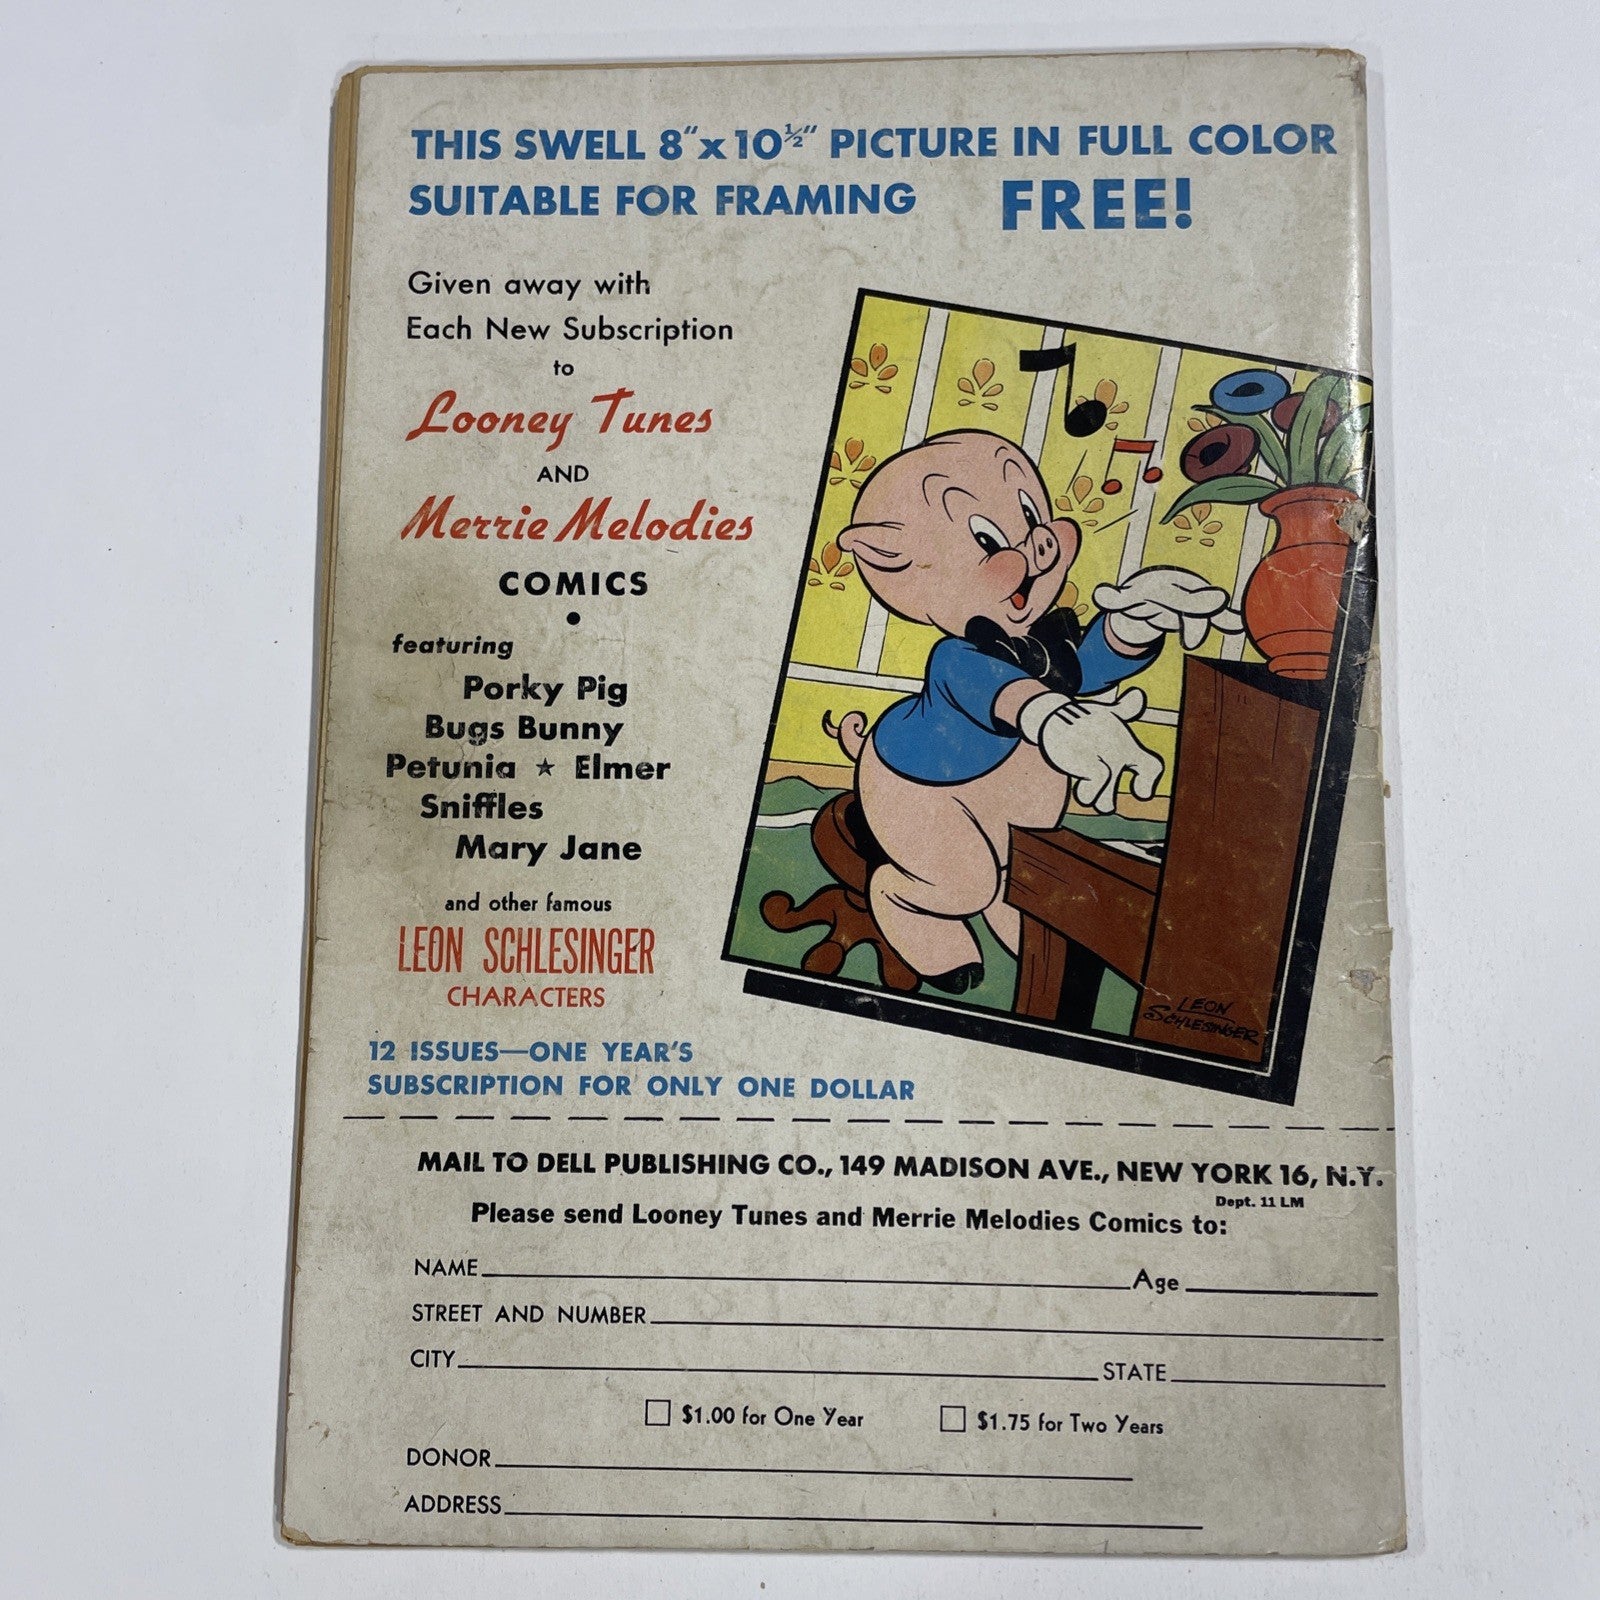 THIS SWELL 8" x 10½" PICTURE IN FULL COLOR
SUITABLE FOR FRAMING FREE!
Given away with
Each New Subscription
to
Looney Tunes
AND
Merrie Melodies
COMICS
•
featuring
Porky Pig
Bugs Bunny
Petunia ★ Elmer
Sniffles
Mary Jane
and other famous
LEON SCHLESINGER
CHARACTERS
12 ISSUES—ONE YEAR'S
SUBSCRIPTION FOR ONLY ONE DOLLAR
LEON
SCHLESINGER
MAIL TO DELL PUBLISHING CO., 149 MADISON AVE., NEW YORK 16, N.Y.
Dept. 11 LM
Please send Looney Tunes and Merrie Melodies Comics to:
NAME Age
STREET AND NUMBER
CITY STATE
$1.00 for One Year $1.75 for Two Years
DONOR
ADDRESS